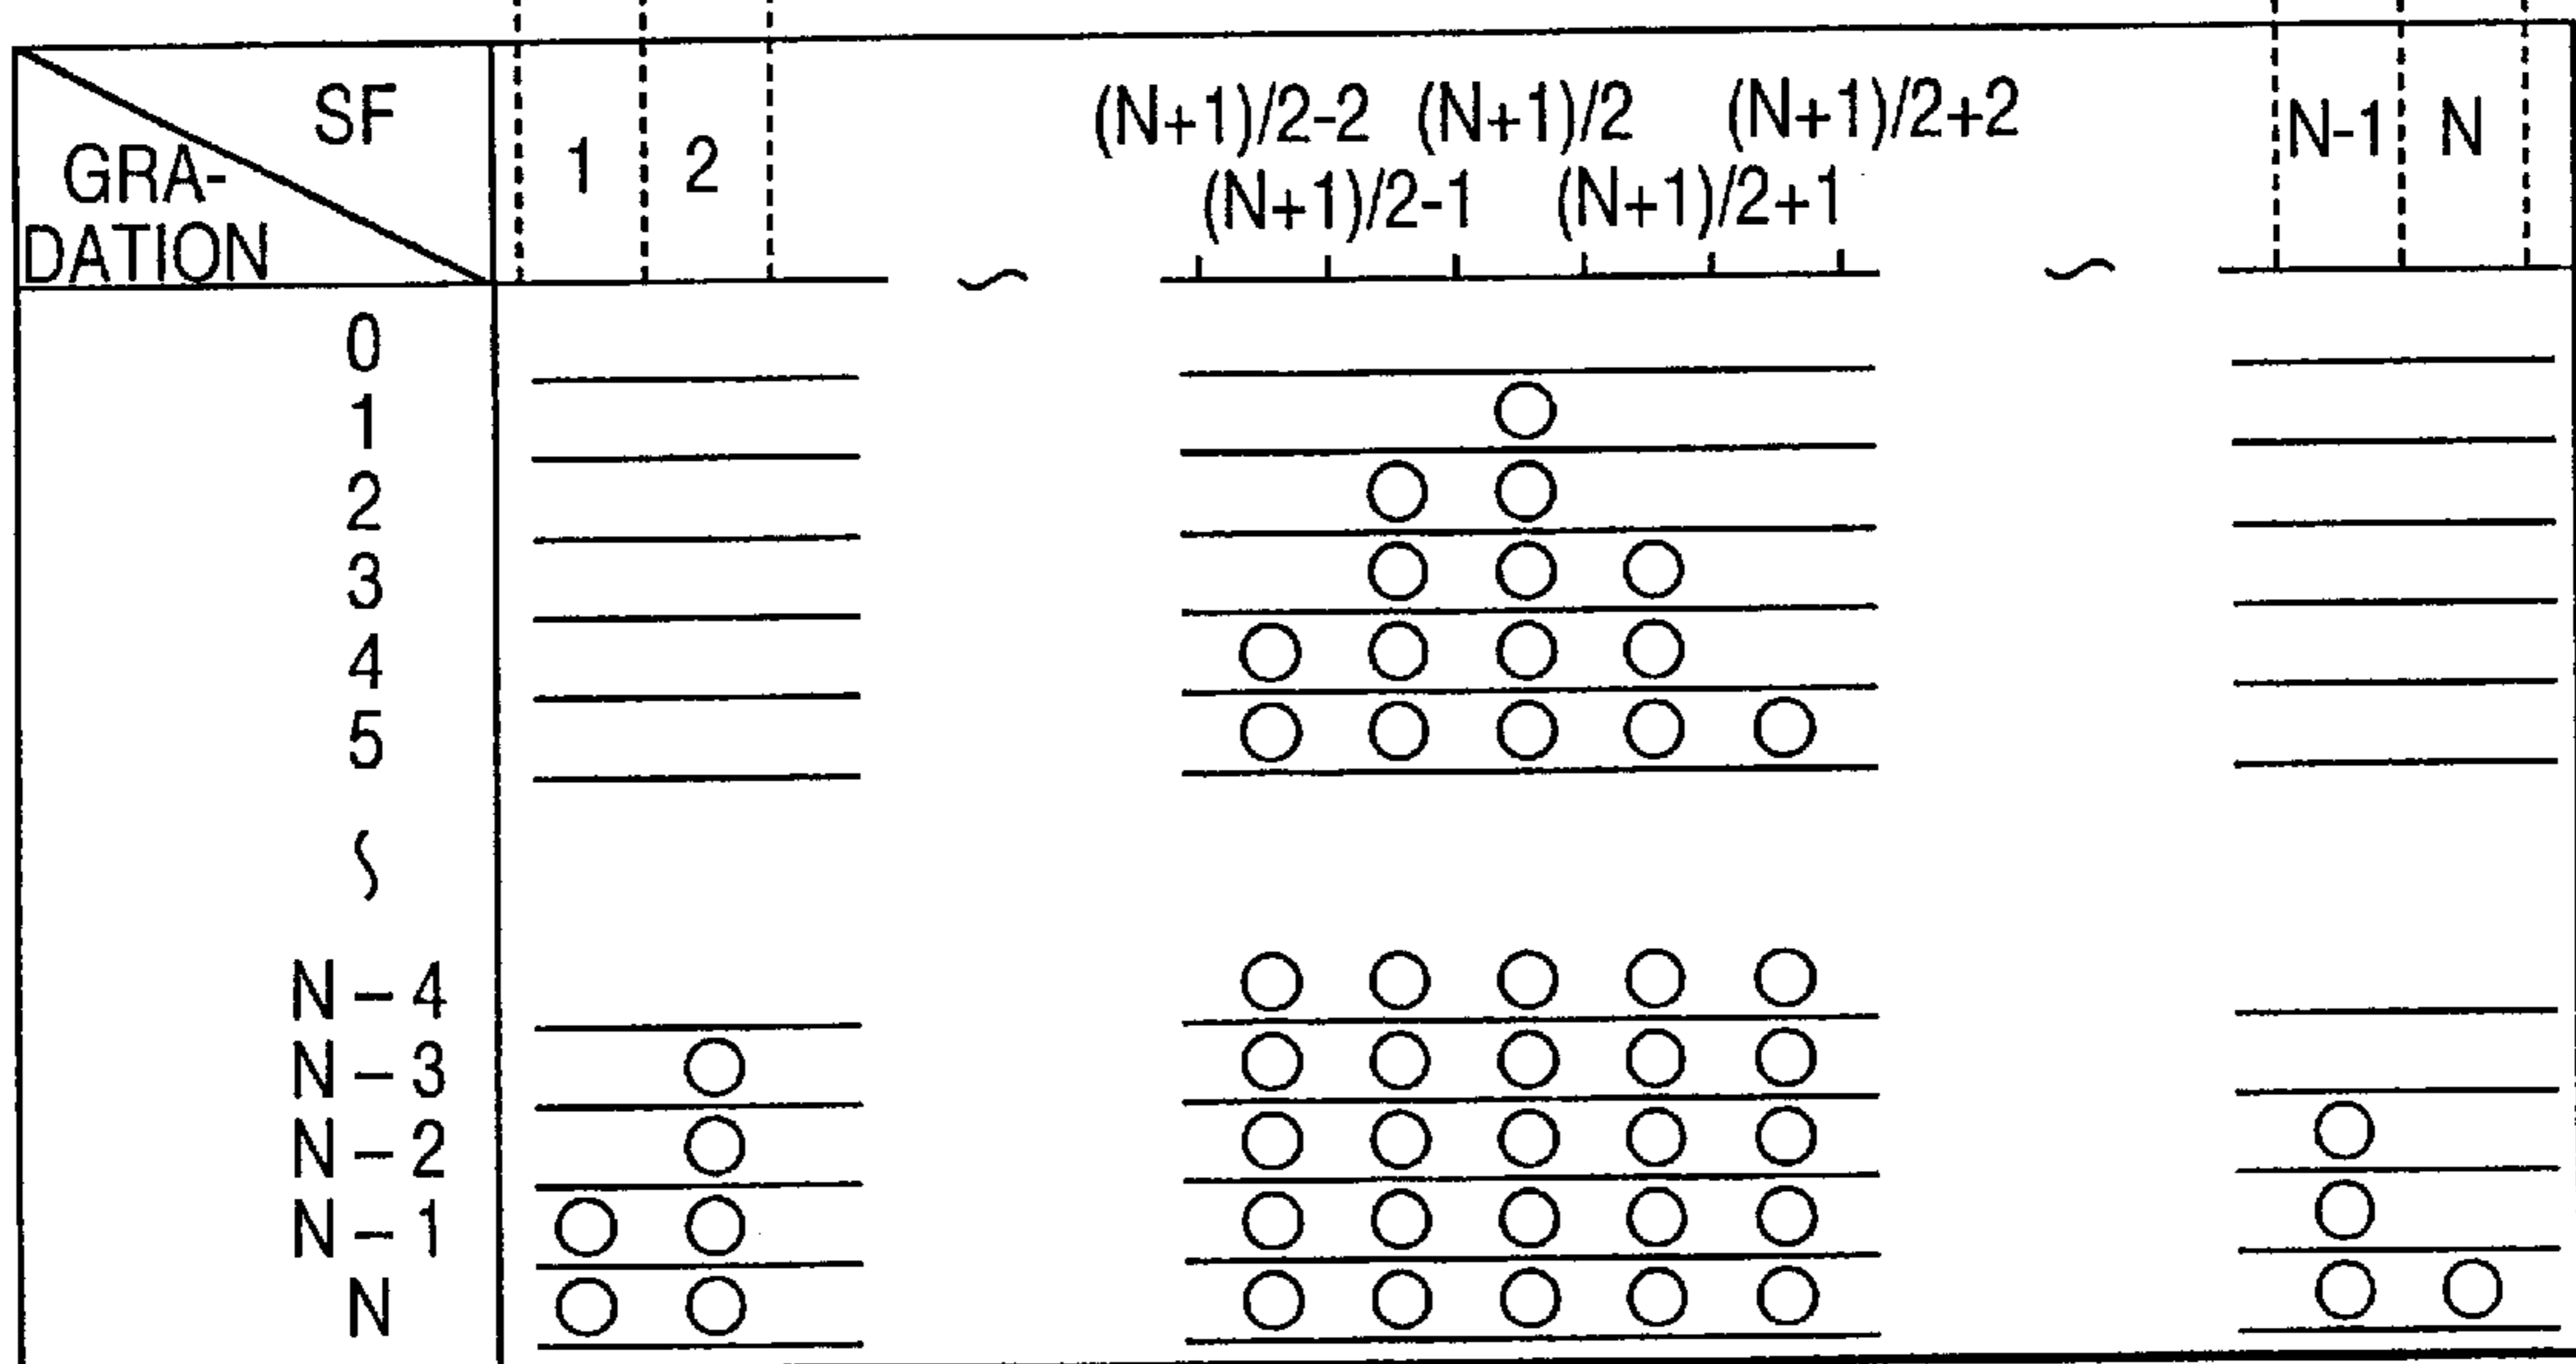 SF
GRA-
DATION
1 2
(N+1)/2-2 (N+1)/2 (N+1)/2+2
(N+1)/2-1 (N+1)/2+1
N-1 N
0
1
2
3
4
5
N-4
N-3
N-2
N-1
N